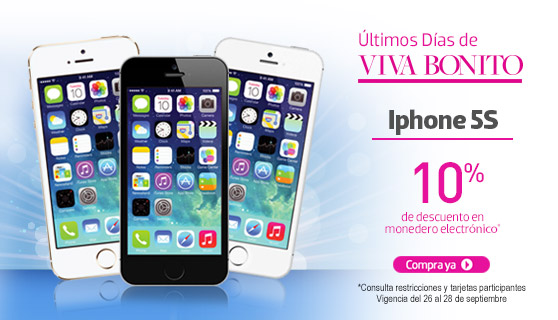 Últimos Días de
VIVA BONITO
Iphone 5S
10%
de descuento en
monedero electrónico*
Compra ya
*Consulta restricciones y tarjetas participantes
Vigencia del 26 al 28 de septiembre